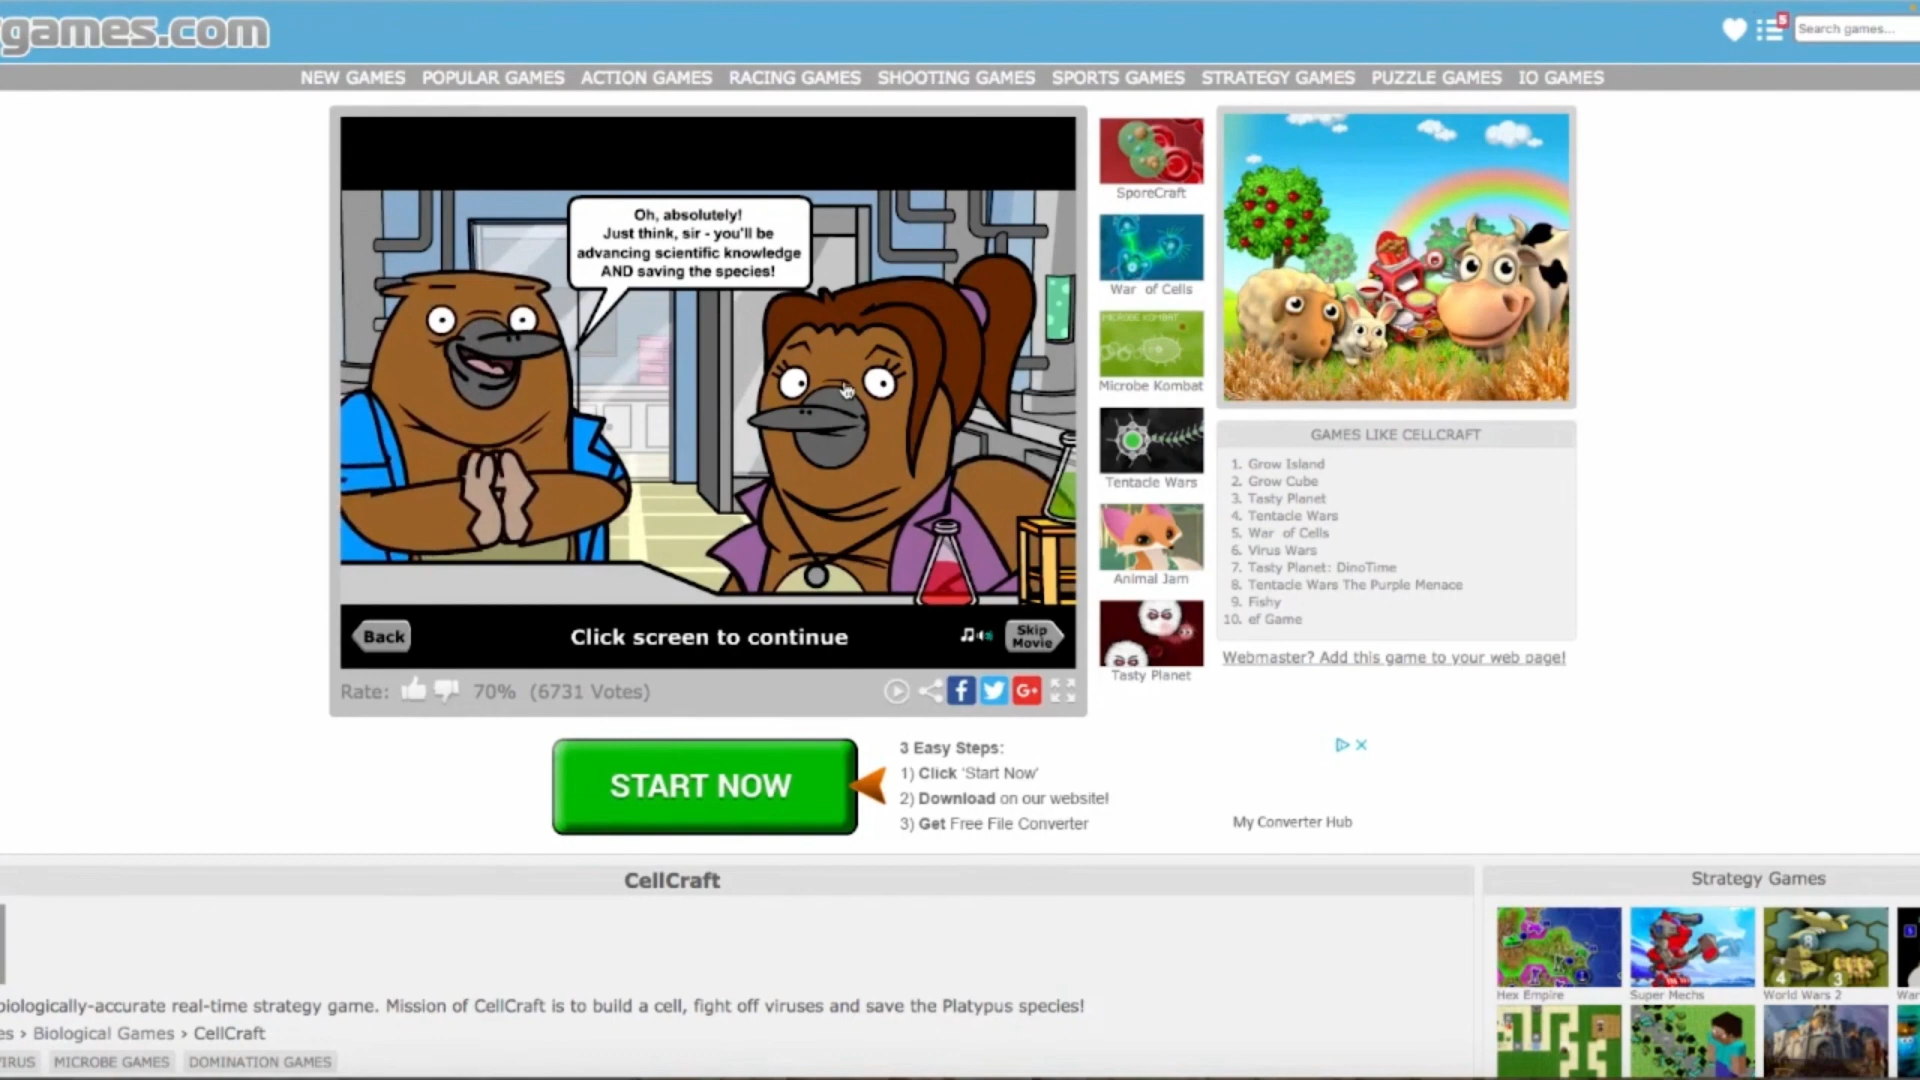 games.com
5
Search games...
NEW GAMES POPULAR GAMES ACTION GAMES RACING GAMES SHOOTING GAMES SPORTS GAMES STRATEGY GAMES PUZZLE GAMES IO GAMES
Oh, absolutely!
Just think, sir - you'll be
advancing scientific knowledge
AND saving the species!
Back
Click screen to continue
Skip
Movie
Rate:
70% (6731 Votes)
SporeCraft
War of Cells
MICROBE KOMBAT
Microbe Kombat
Tentacle Wars
Animal Jam
Tasty Planet
GAMES LIKE CELLCRAFT
1. Grow Island
2. Grow Cube
3. Tasty Planet
4. Tentacle Wars
5. War of Cells
6. Virus Wars
7. Tasty Planet: DinoTime
8. Tentacle Wars The Purple Menace
9. Fishy
10. ef Game
Webmaster? Add this game to your web page!
START NOW
3 Easy Steps:
1) Click 'Start Now'
2) Download on our website!
3) Get Free File Converter
My Converter Hub
CellCraft
biologically-accurate real-time strategy game. Mission of CellCraft is to build a cell, fight off viruses and save the Platypus species!
es › Biological Games › CellCraft
IRUS MICROBE GAMES DOMINATION GAMES
Strategy Games
Hex Empire
Super Mechs
World Wars 2
War